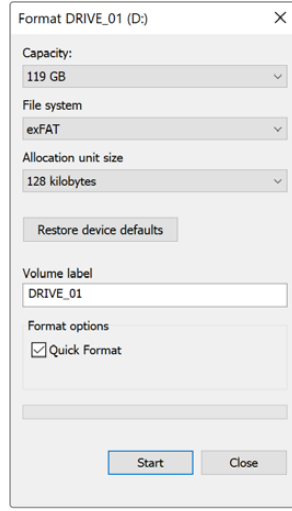 Format DRIVE_01 (D:)
Capacity:
119 GB
File system
exFAT
Allocation unit size
128 kilobytes
Restore device defaults
Volume label
DRIVE_01
Format options
Quick Format
Start Close